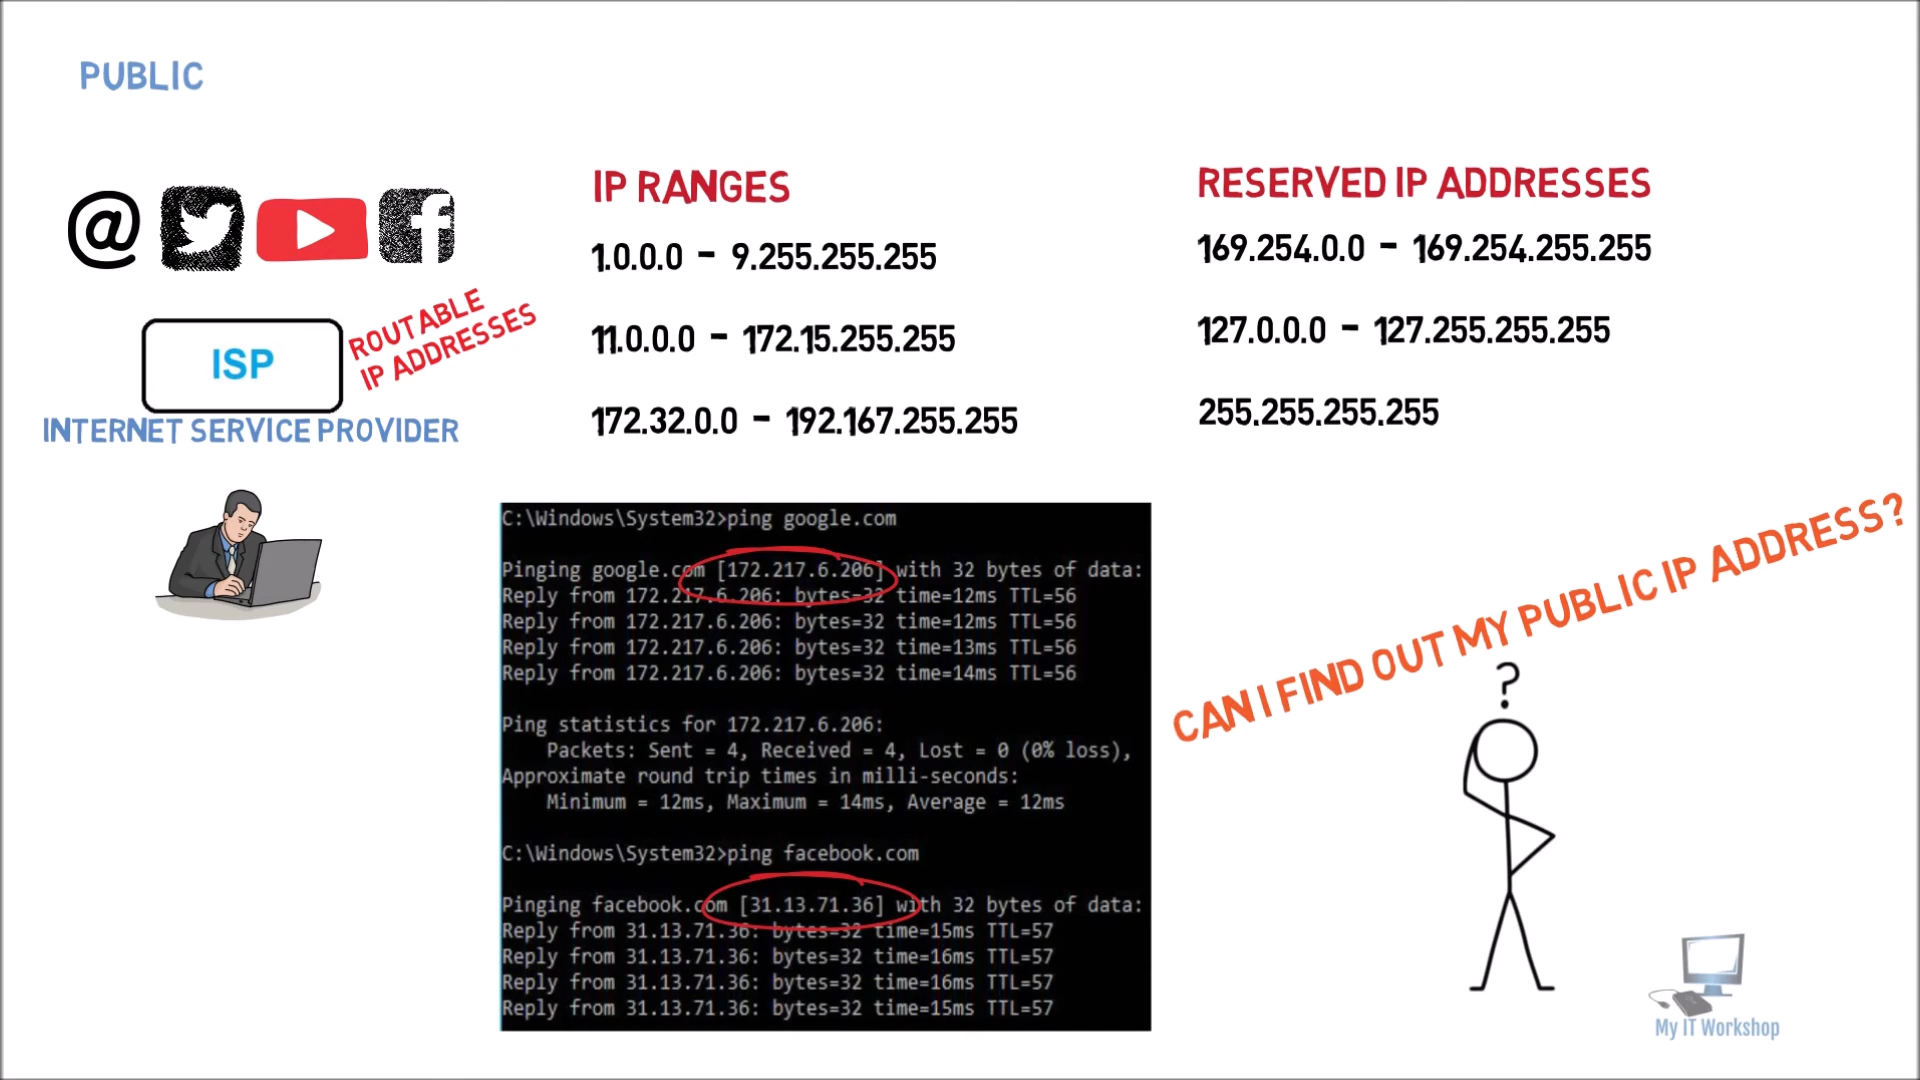 PUBLIC
@
ROUTABLE
IP ADDRESSES
ISP
INTERNET SERVICE PROVIDER
IP RANGES
1.0.0.0 - 9.255.255.255
11.0.0.0 - 172.15.255.255
172.32.0.0 - 192.167.255.255
RESERVED IP ADDRESSES
169.254.0.0 - 169.254.255.255
127.0.0.0 - 127.255.255.255
255.255.255.255
C:\Windows\System32>ping google.com
Pinging google.com [172.217.6.206] with 32 bytes of data:
Reply from 172.217.6.206: bytes=32 time=12ms TTL=56
Reply from 172.217.6.206: bytes=32 time=12ms TTL=56
Reply from 172.217.6.206: bytes=32 time=13ms TTL=56
Reply from 172.217.6.206: bytes=32 time=14ms TTL=56
Ping statistics for 172.217.6.206:
Packets: Sent = 4, Received = 4, Lost = 0 (0% loss),
Approximate round trip times in milli-seconds:
Minimum = 12ms, Maximum = 14ms, Average = 12ms
C:\Windows\System32>ping facebook.com
Pinging facebook.com [31.13.71.36] with 32 bytes of data:
Reply from 31.13.71.36: bytes=32 time=15ms TTL=57
Reply from 31.13.71.36: bytes=32 time=16ms TTL=57
Reply from 31.13.71.36: bytes=32 time=16ms TTL=57
Reply from 31.13.71.36: bytes=32 time=15ms TTL=57
CAN I FIND OUT MY PUBLIC IP ADDRESS?
?
My IT Workshop